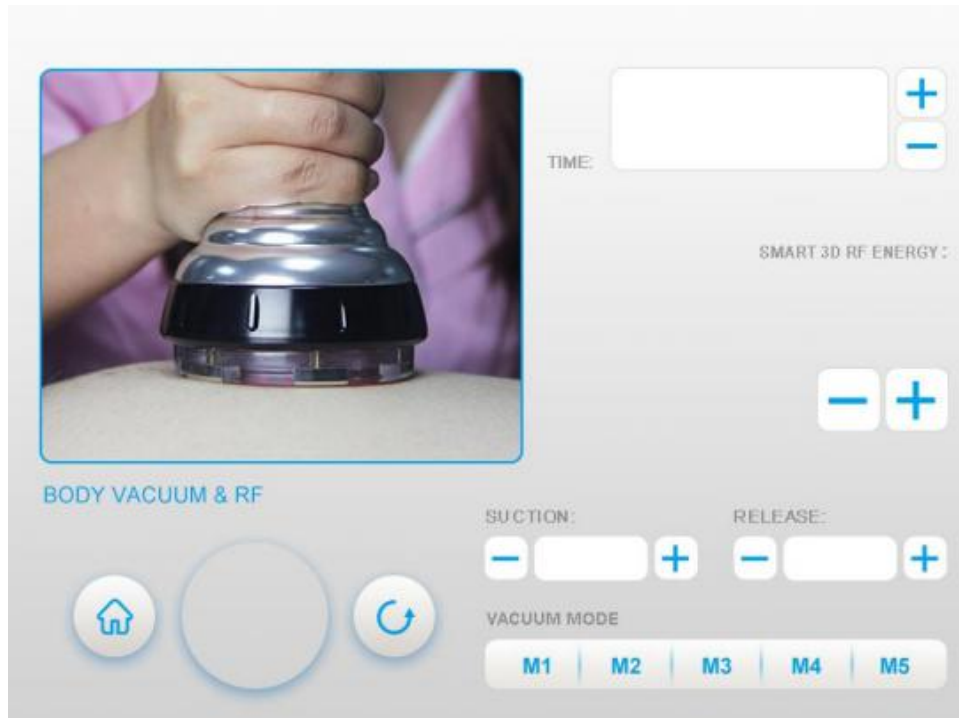 TIME:
SMART 3D RF ENERGY:
BODY VACUUM & RF
SUCTION:
RELEASE:
VACUUM MODE
M1 M2 M3 M4 M5